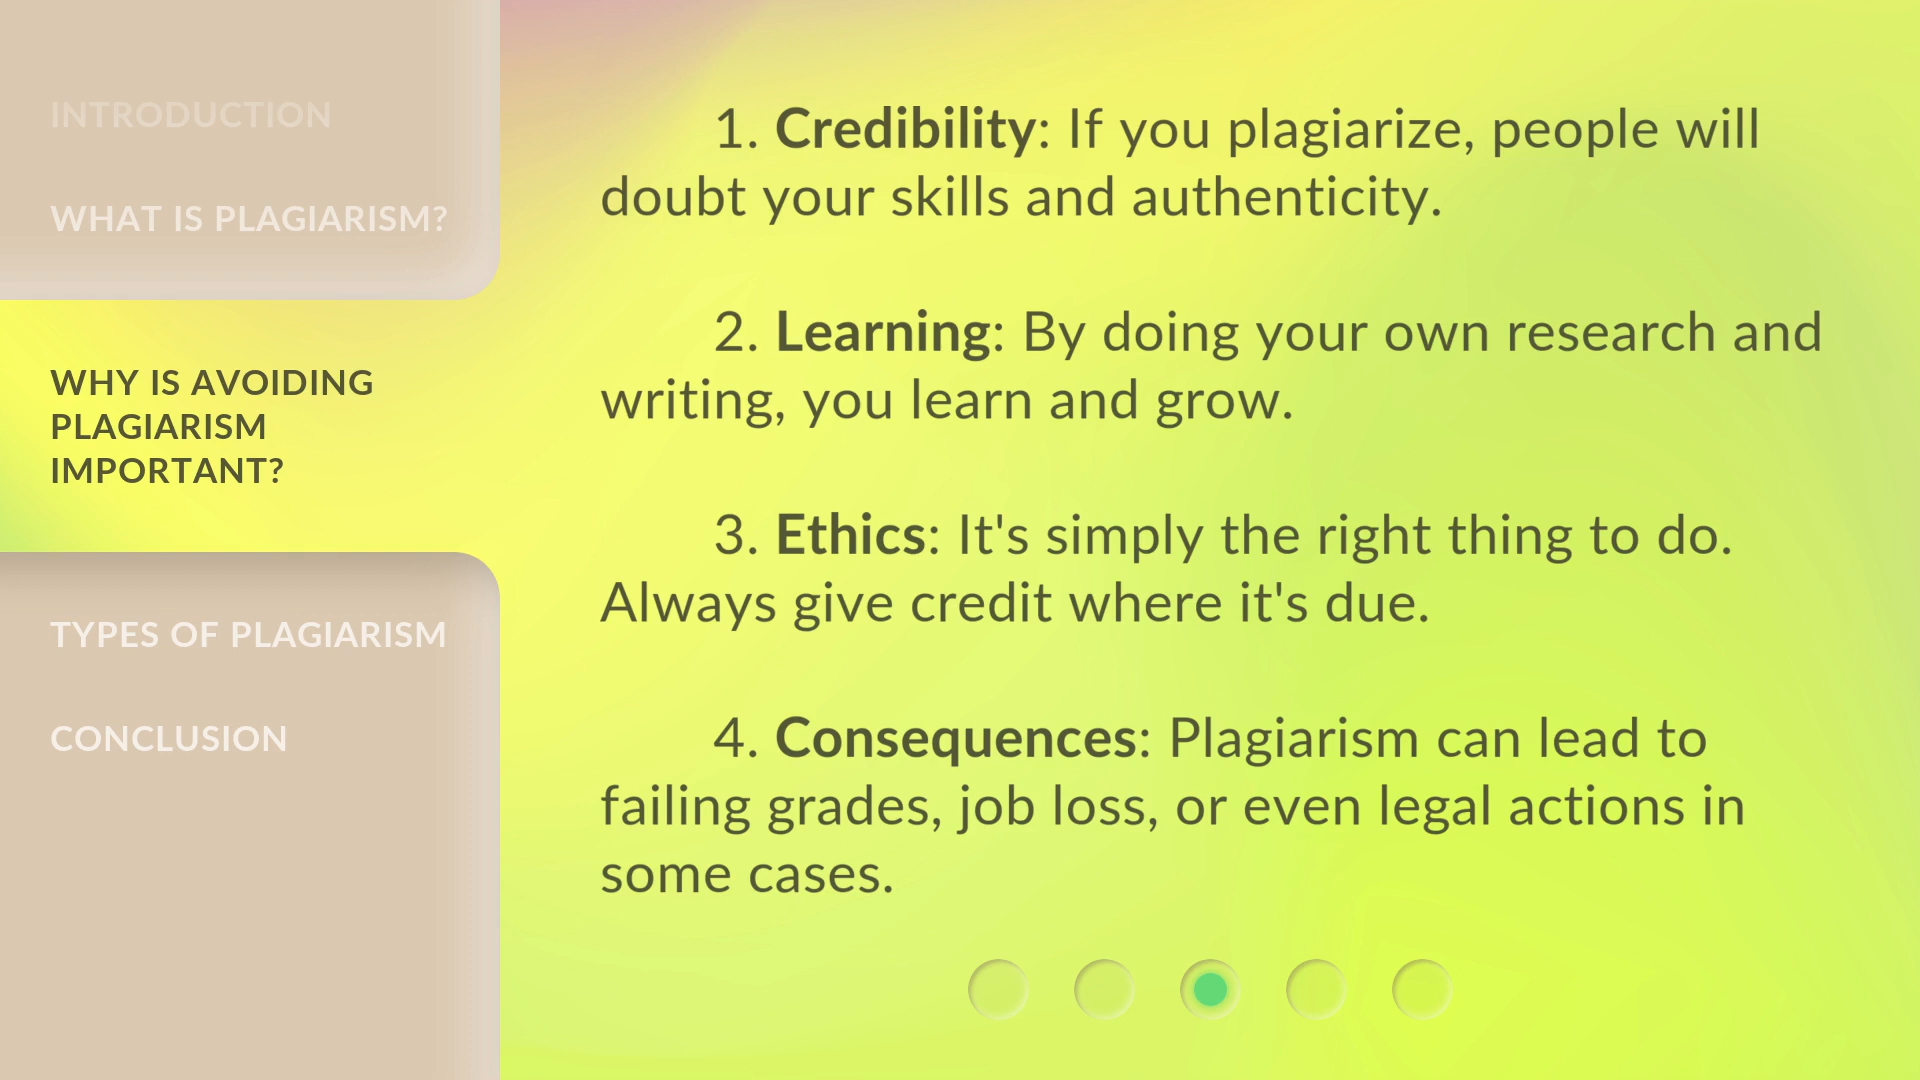 INTRODUCTION
WHAT IS PLAGIARISM?
WHY IS AVOIDING
PLAGIARISM
IMPORTANT?
TYPES OF PLAGIARISM
CONCLUSION
1. Credibility: If you plagiarize, people will
doubt your skills and authenticity.
2. Learning: By doing your own research and
writing, you learn and grow.
3. Ethics: It's simply the right thing to do.
Always give credit where it's due.
4. Consequences: Plagiarism can lead to
failing grades, job loss, or even legal actions in
some cases.